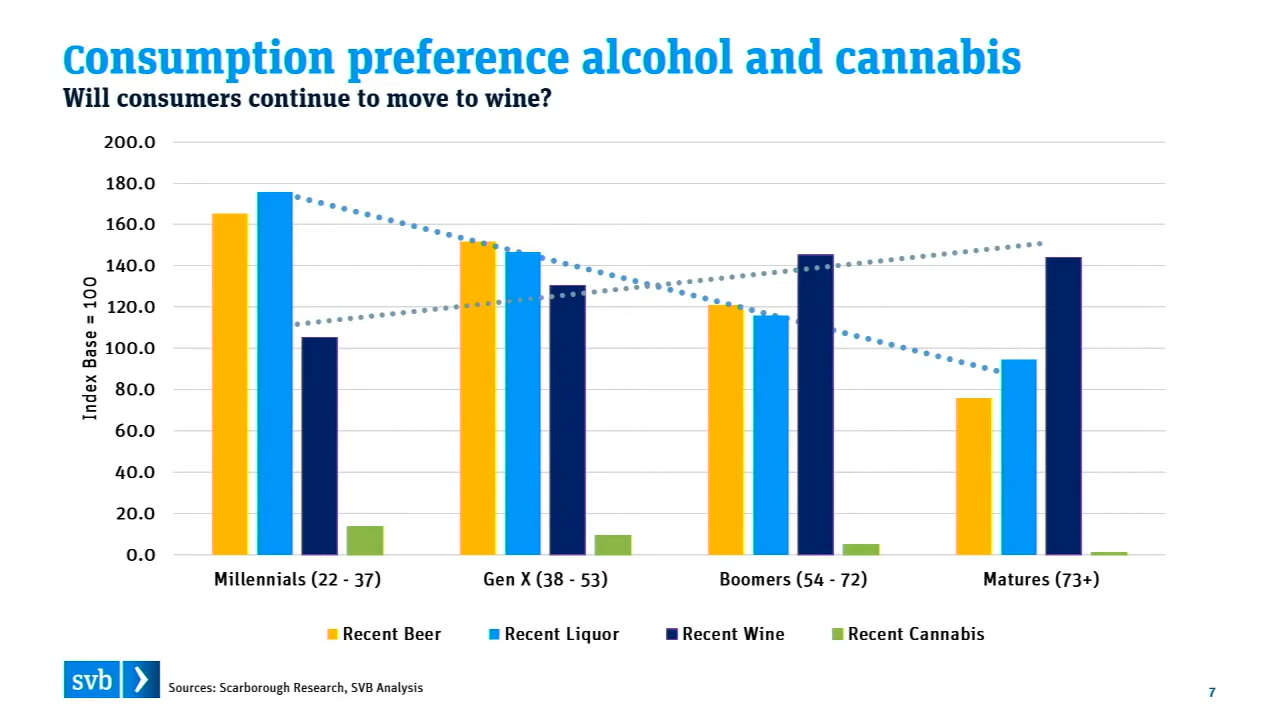 Consumption preference alcohol and cannabis
Will consumers continue to move to wine?
Index Base = 100
200.0
180.0
160.0
140.0
120.0
100.0
80.0
60.0
40.0
20.0
0.0
Millennials (22 - 37) Gen X (38 - 53) Boomers (54 - 72) Matures (73+)
Recent Beer Recent Liquor Recent Wine Recent Cannabis
svb
Sources: Scarborough Research, SVB Analysis
7